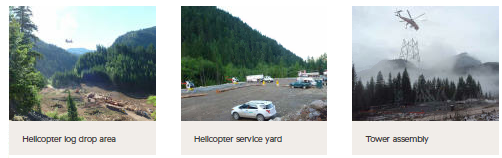 Helicopter log drop area
Helicopter service yard
Tower assembly